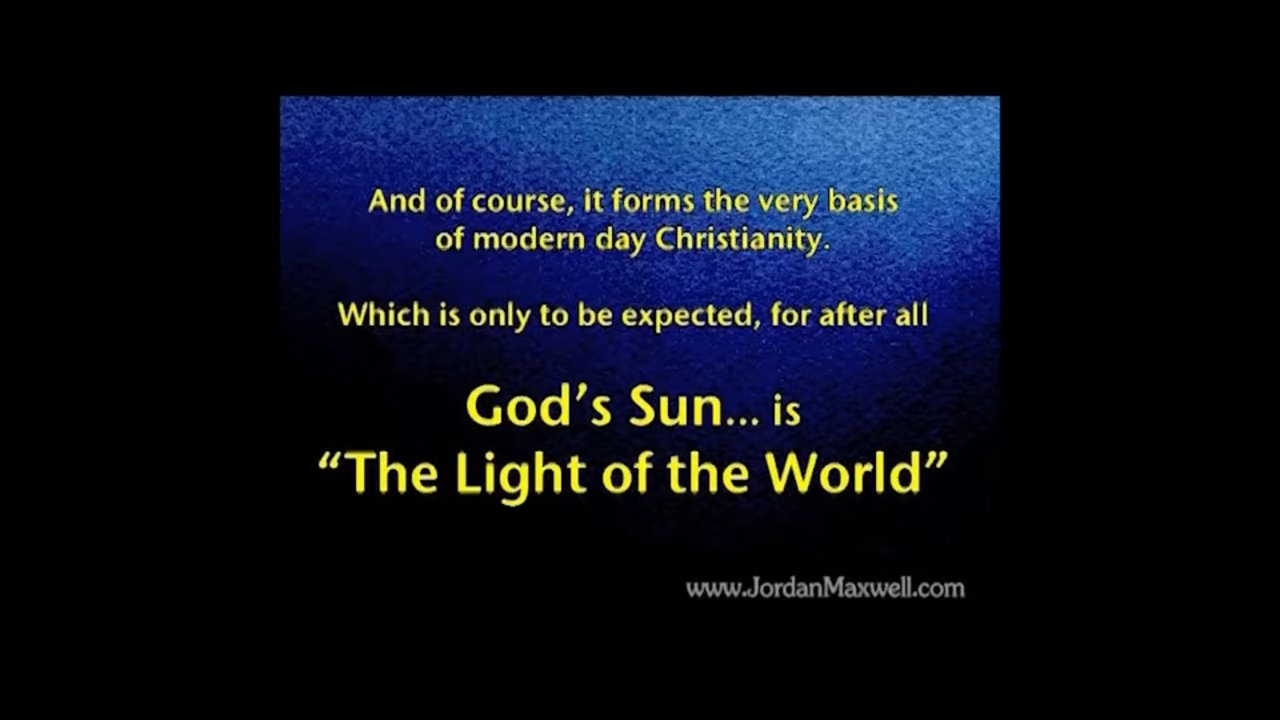 And of course, it forms the very basis
of modern day Christianity.
Which is only to be expected, for after all
God’s Sun... is
“The Light of the World”
www.JordanMaxwell.com